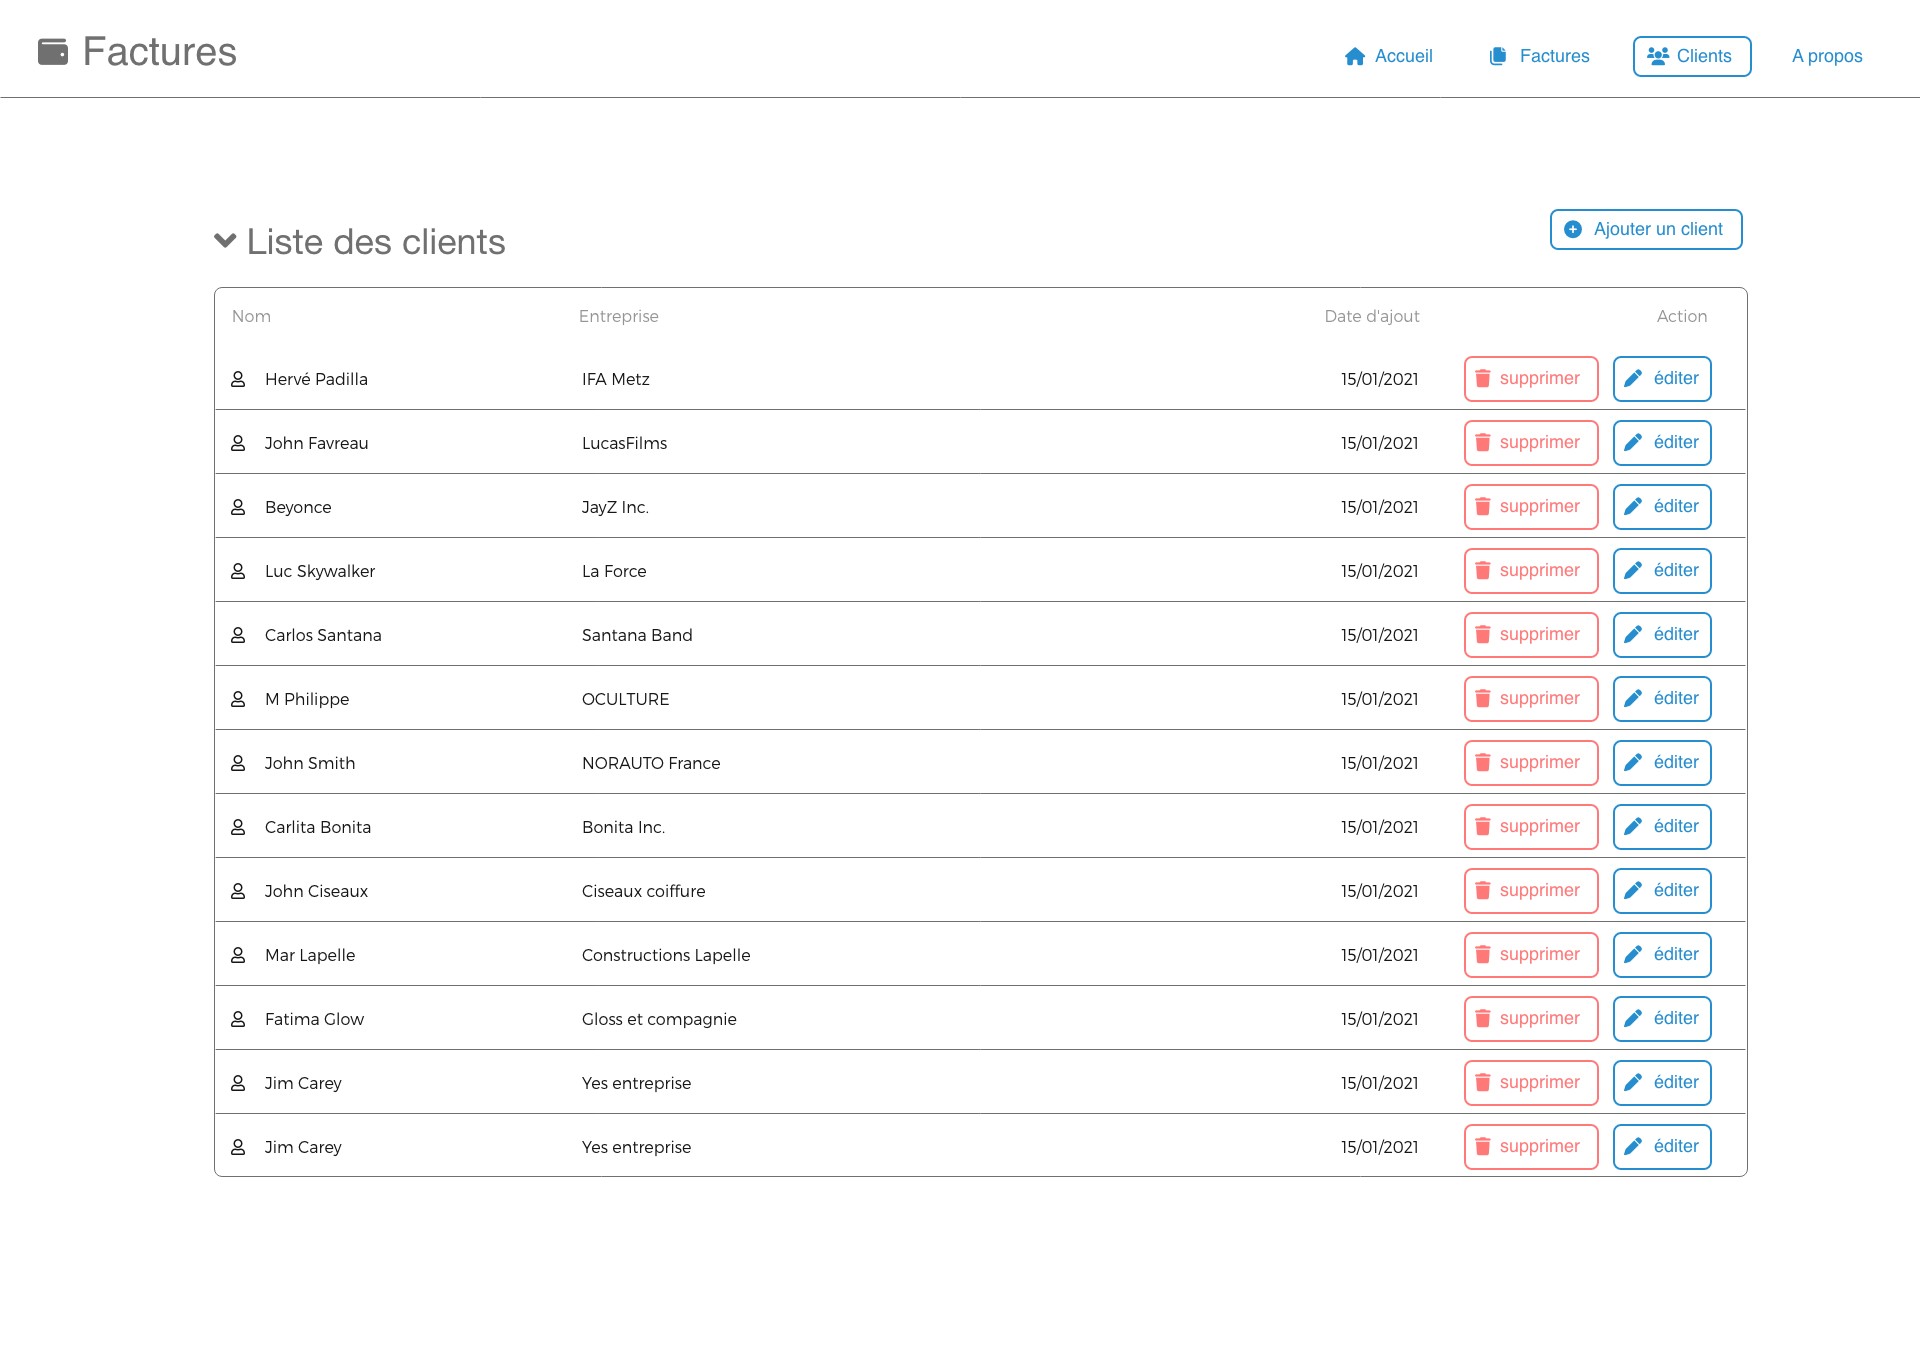 Factures
Accueil Factures Clients A propos
Liste des clients
Ajouter un client
Nom Entreprise Date d'ajout Action
Hervé Padilla IFA Metz 15/01/2021 supprimer éditer
John Favreau LucasFilms 15/01/2021 supprimer éditer
Beyonce JayZ Inc. 15/01/2021 supprimer éditer
Luc Skywalker La Force 15/01/2021 supprimer éditer
Carlos Santana Santana Band 15/01/2021 supprimer éditer
M Philippe OCULTURE 15/01/2021 supprimer éditer
John Smith NORAUTO France 15/01/2021 supprimer éditer
Carlita Bonita Bonita Inc. 15/01/2021 supprimer éditer
John Ciseaux Ciseaux coiffure 15/01/2021 supprimer éditer
Mar Lapelle Constructions Lapelle 15/01/2021 supprimer éditer
Fatima Glow Gloss et compagnie 15/01/2021 supprimer éditer
Jim Carey Yes entreprise 15/01/2021 supprimer éditer
Jim Carey Yes entreprise 15/01/2021 supprimer éditer